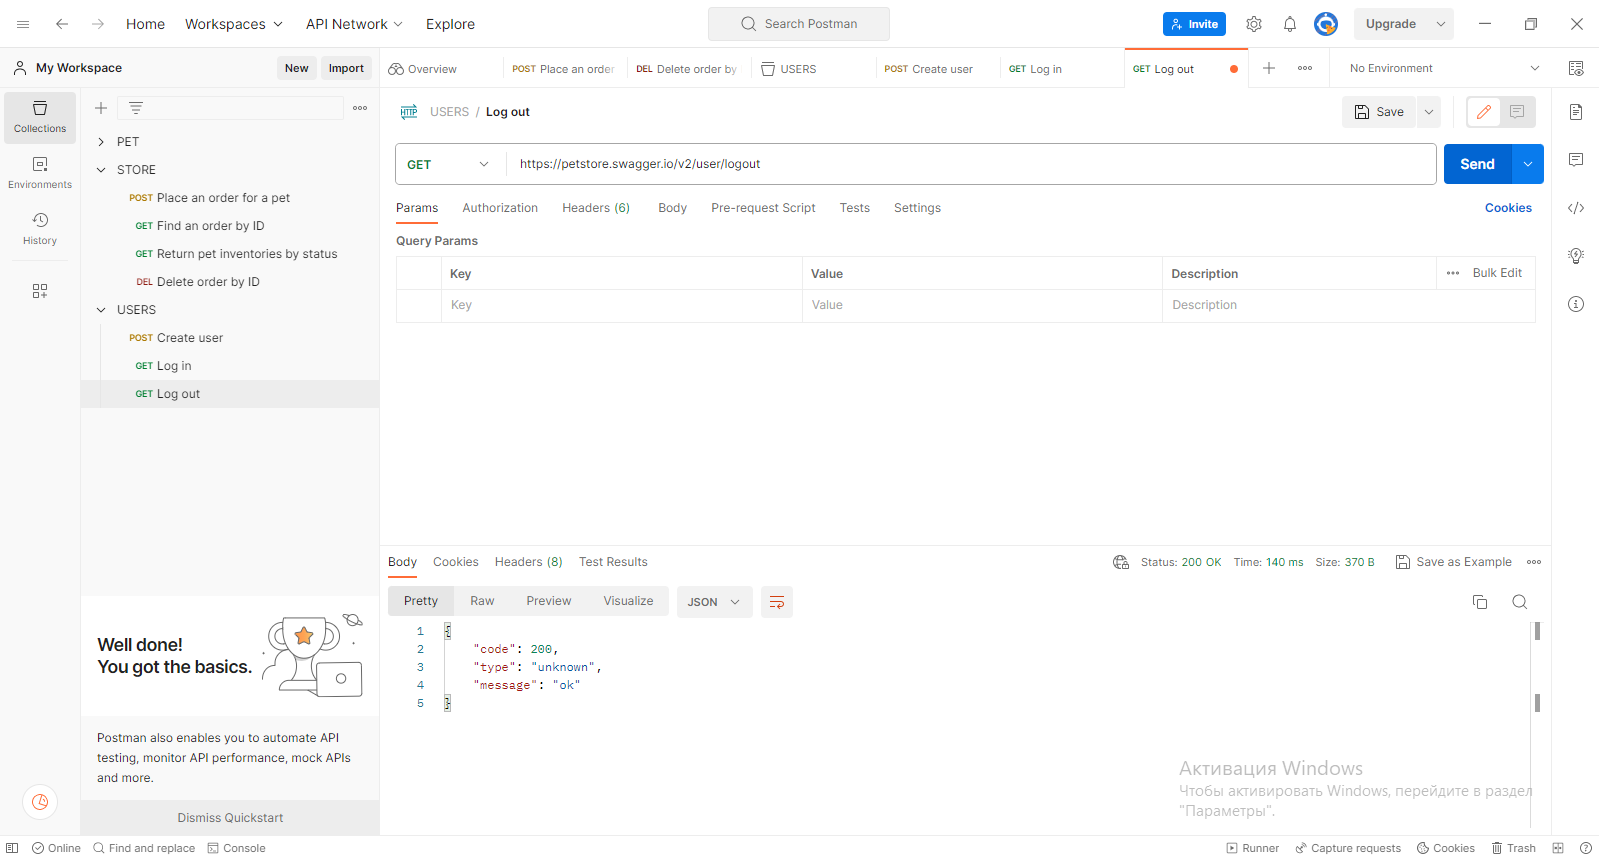 Home Workspaces API Network Explore Search Postman Invite Upgrade
My Workspace New Import
Overview POST Place an order DEL Delete order by USERS POST Create user GET Log in GET Log out No Environment
Collections
Environments
History
PET
STORE
POST Place an order for a pet
GET Find an order by ID
GET Return pet inventories by status
DEL Delete order by ID
USERS
POST Create user
GET Log in
GET Log out
Well done!
You got the basics.
Postman also enables you to automate API
testing, monitor API performance, mock APIs
and more.
Dismiss Quickstart
HTTP USERS / Log out Save
GET https://petstore.swagger.io/v2/user/logout Send
Params Authorization Headers (6) Body Pre-request Script Tests Settings Cookies
Query Params
Key Value Description Bulk Edit
Key Value Description
Body Cookies Headers (8) Test Results Status: 200 OK Time: 140 ms Size: 370 B Save as Example
Pretty Raw Preview Visualize JSON
1 {
2 "code": 200,
3 "type": "unknown",
4 "message": "ok"
5 }
Активация Windows
Чтобы активировать Windows, перейдите в раздел
"Параметры".
Online Find and replace Console Runner Capture requests Cookies Trash